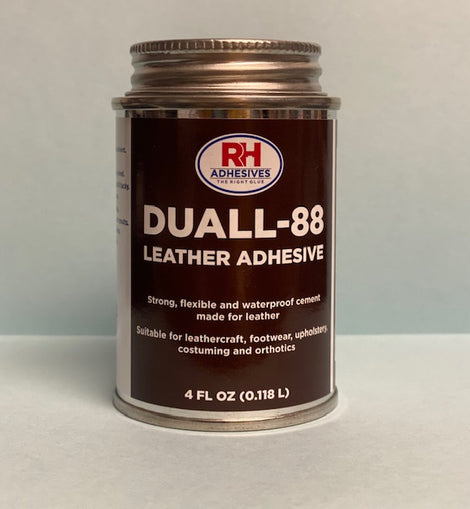 RH
ADHESIVES
THE RIGHT GLUE
DUALL-88
LEATHER ADHESIVE
Strong, flexible and waterproof cement
made for leather
Suitable for leathercraft, footwear, upholstery,
costuming and orthotics
4 FL OZ (0.118 L)